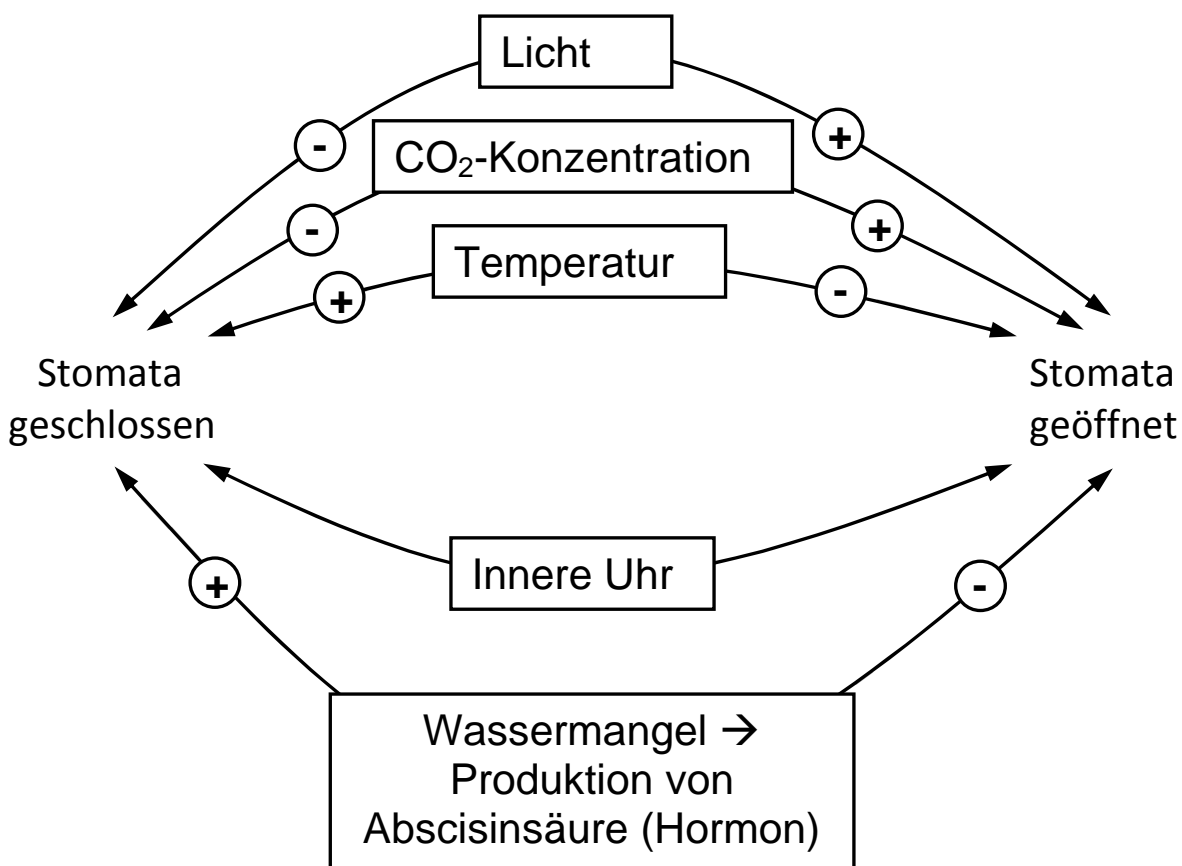 Licht
-
+
CO₂-Konzentration
-
+
Temperatur
+
-
Stomata
geschlossen
Stomata
geöffnet
Innere Uhr
+
-
Wassermangel →
Produktion von
Abscisinsäure (Hormon)